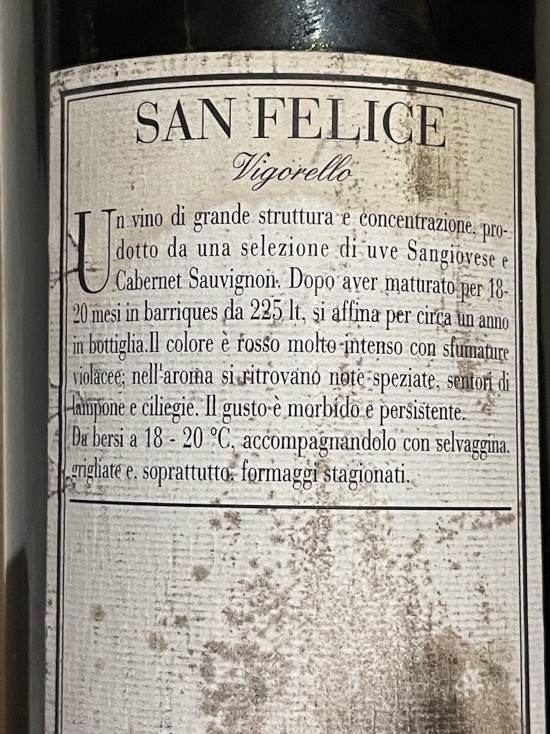 SAN FELICE
Vigorello
Un vino di grande struttura e concentrazione, pro-
dotto da una selezione di uve Sangiovese e
Cabernet Sauvignon. Dopo aver maturato per 18-
20 mesi in barriques da 225 lt, si affina per circa un anno
in bottiglia.Il colore è rosso molto intenso con sfumature
violacee; nell'aroma si ritrovano note speziate, sentori di
lampone e ciliegie. Il gusto è morbido e persistente.
Da bersi a 18 - 20 °C, accompagnandolo con selvaggina,
grigliate e, soprattutto, formaggi stagionati.